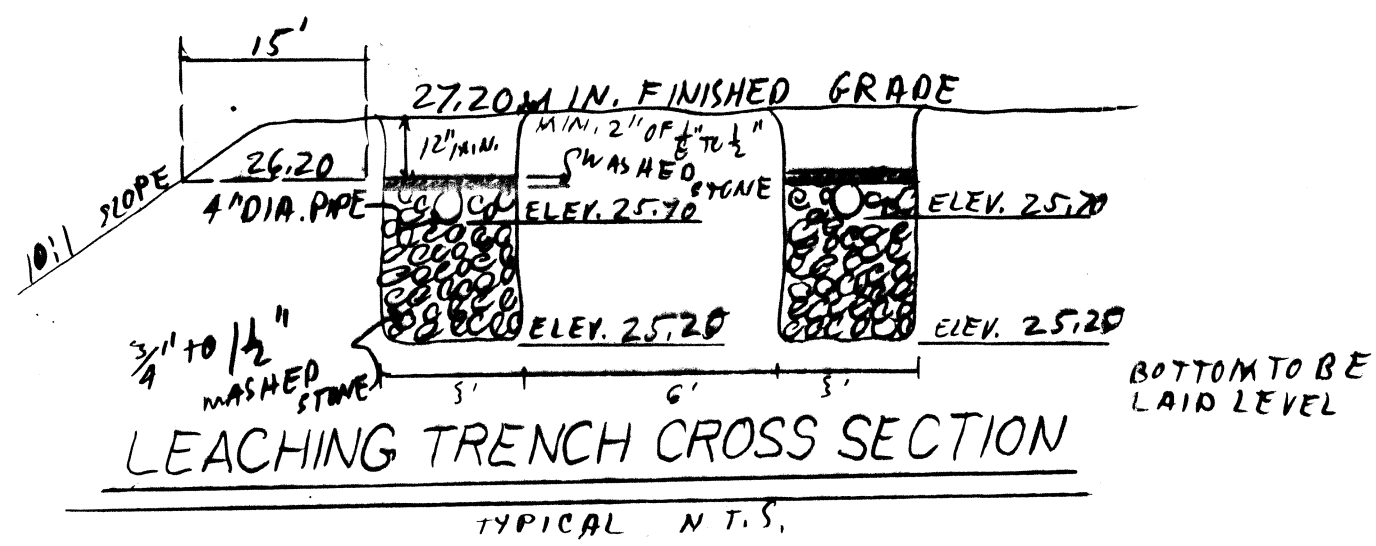 15'
27.20 MIN. FINISHED GRADE
12" MIN.
MIN. 2" OF 1/8" TO 1/2"
WASHED
STONE
26.20
10:1 SLOPE
4" DIA. PIPE
ELEV. 25.70
ELEV. 25.70
ELEV. 25.20
ELEV. 25.20
3/4" TO 1 1/2"
WASHED
STONE
6'
BOTTOM TO BE
LAID LEVEL
LEACHING TRENCH CROSS SECTION
TYPICAL N.T.S.